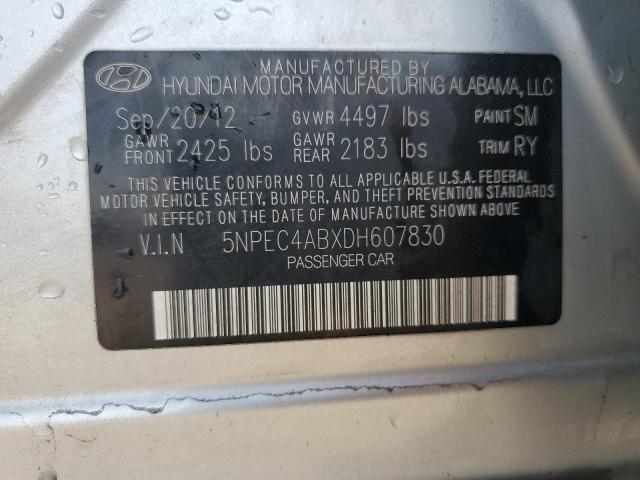 MANUFACTURED BY
HYUNDAI MOTOR MANUFACTURING ALABAMA, LLC
Sep/20/12 GVWR 4497 lbs PAINT SM
GAWR FRONT 2425 lbs GAWR REAR 2183 lbs TRIM RY
THIS VEHICLE CONFORMS TO ALL APPLICABLE U.S.A. FEDERAL
MOTOR VEHICLE SAFETY, BUMPER, AND THEFT PREVENTION STANDARDS
IN EFFECT ON THE DATE OF MANUFACTURE SHOWN ABOVE
V.I.N 5NPEC4ABXDH607830
PASSENGER CAR